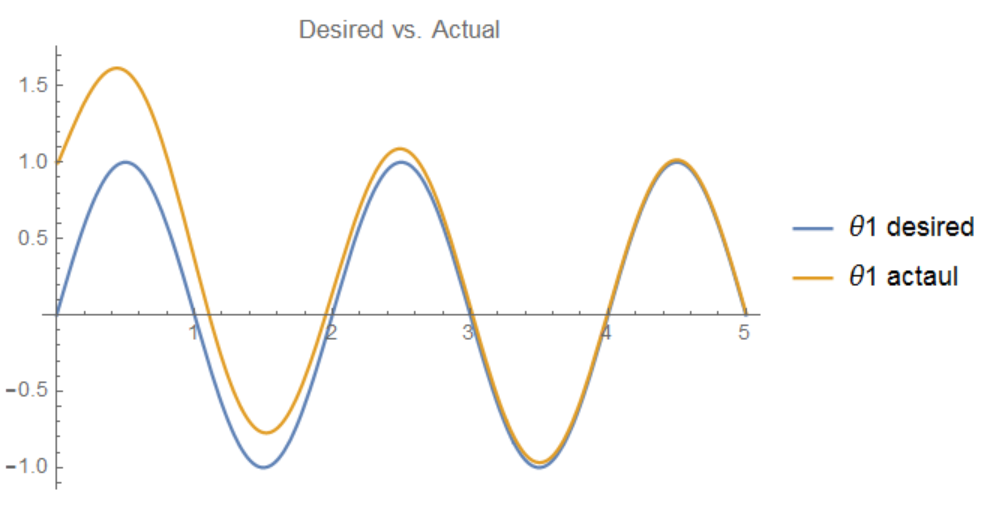 Desired vs. Actual
1.5
1.0
0.5
−0.5
−1.0
1 2 3 4 5
θ1 desired
θ1 actaul